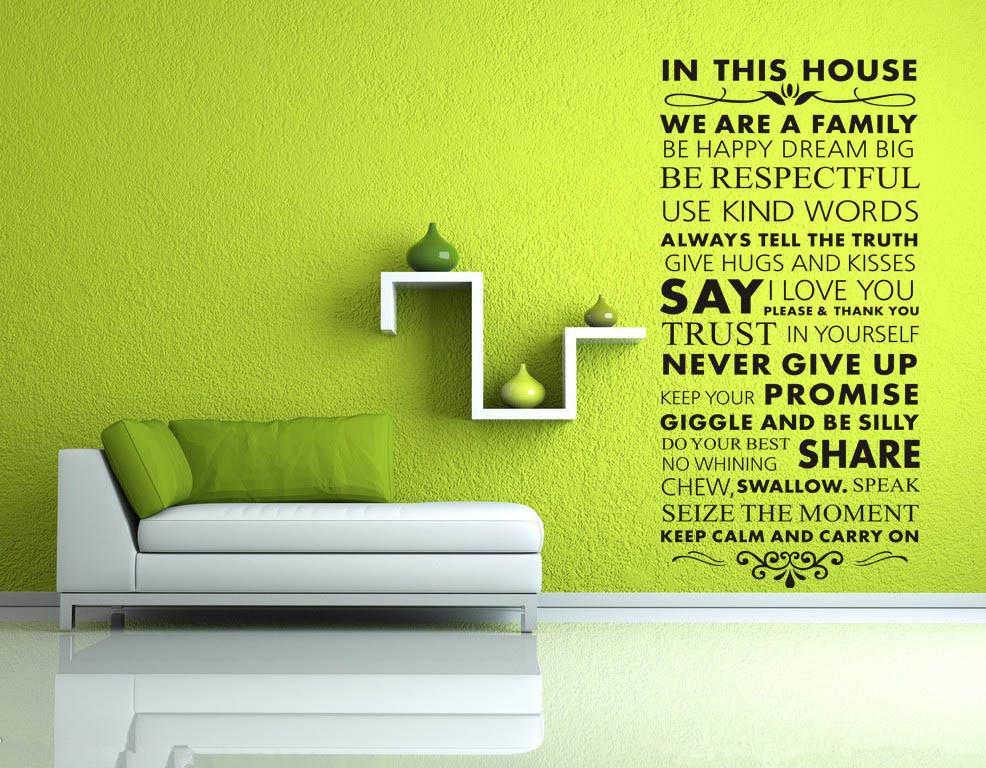 IN THIS HOUSE
WE ARE A FAMILY
BE HAPPY DREAM BIG
BE RESPECTFUL
USE KIND WORDS
ALWAYS TELL THE TRUTH
GIVE HUGS AND KISSES
SAY I LOVE YOU
PLEASE & THANK YOU
TRUST IN YOURSELF
NEVER GIVE UP
KEEP YOUR PROMISE
GIGGLE AND BE SILLY
DO YOUR BEST
NO WHINING SHARE
CHEW, SWALLOW. SPEAK
SEIZE THE MOMENT
KEEP CALM AND CARRY ON